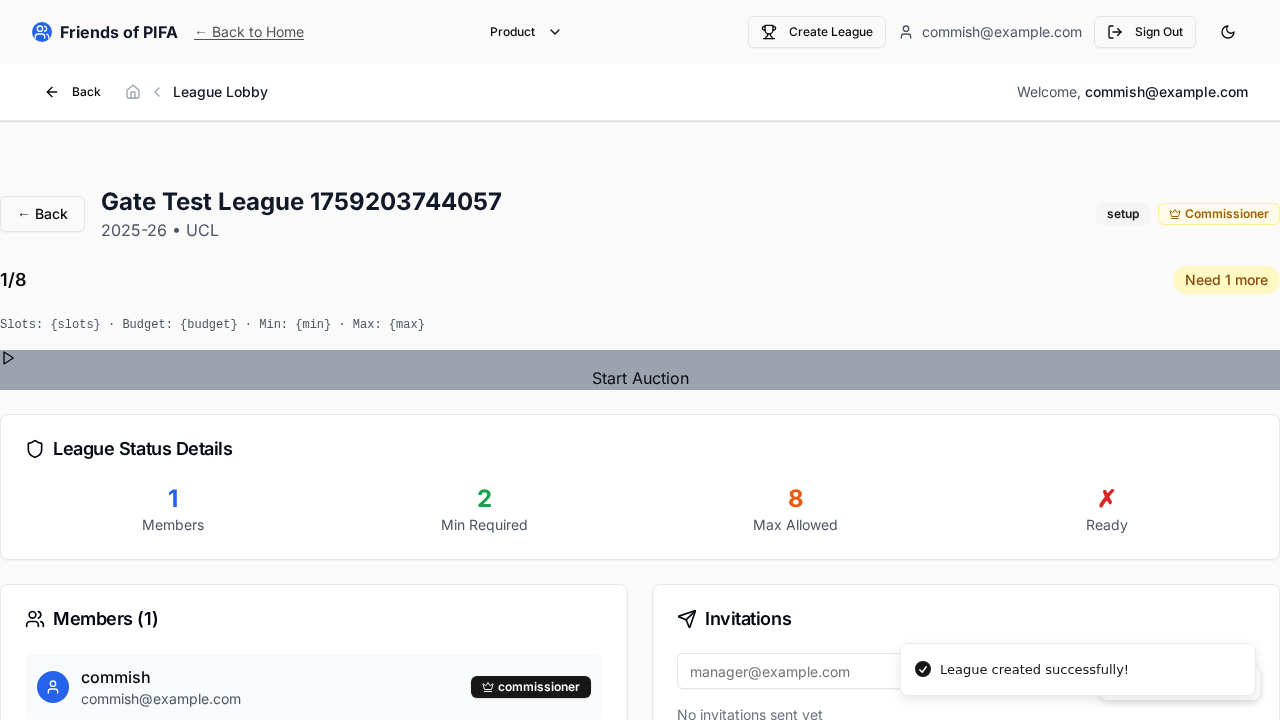 Friends of PIFA
← Back to Home
Product
Create League
commish@example.com
Sign Out
Back
League Lobby
Welcome, commish@example.com
← Back
Gate Test League 1759203744057
2025-26 • UCL
setup
Commissioner
1/8
Need 1 more
Slots: {slots} · Budget: {budget} · Min: {min} · Max: {max}
Start Auction
League Status Details
1
Members
2
Min Required
8
Max Allowed
✗
Ready
Members (1)
commish
commish@example.com
commissioner
Invitations
manager@example.com
No invitations sent yet
League created successfully!